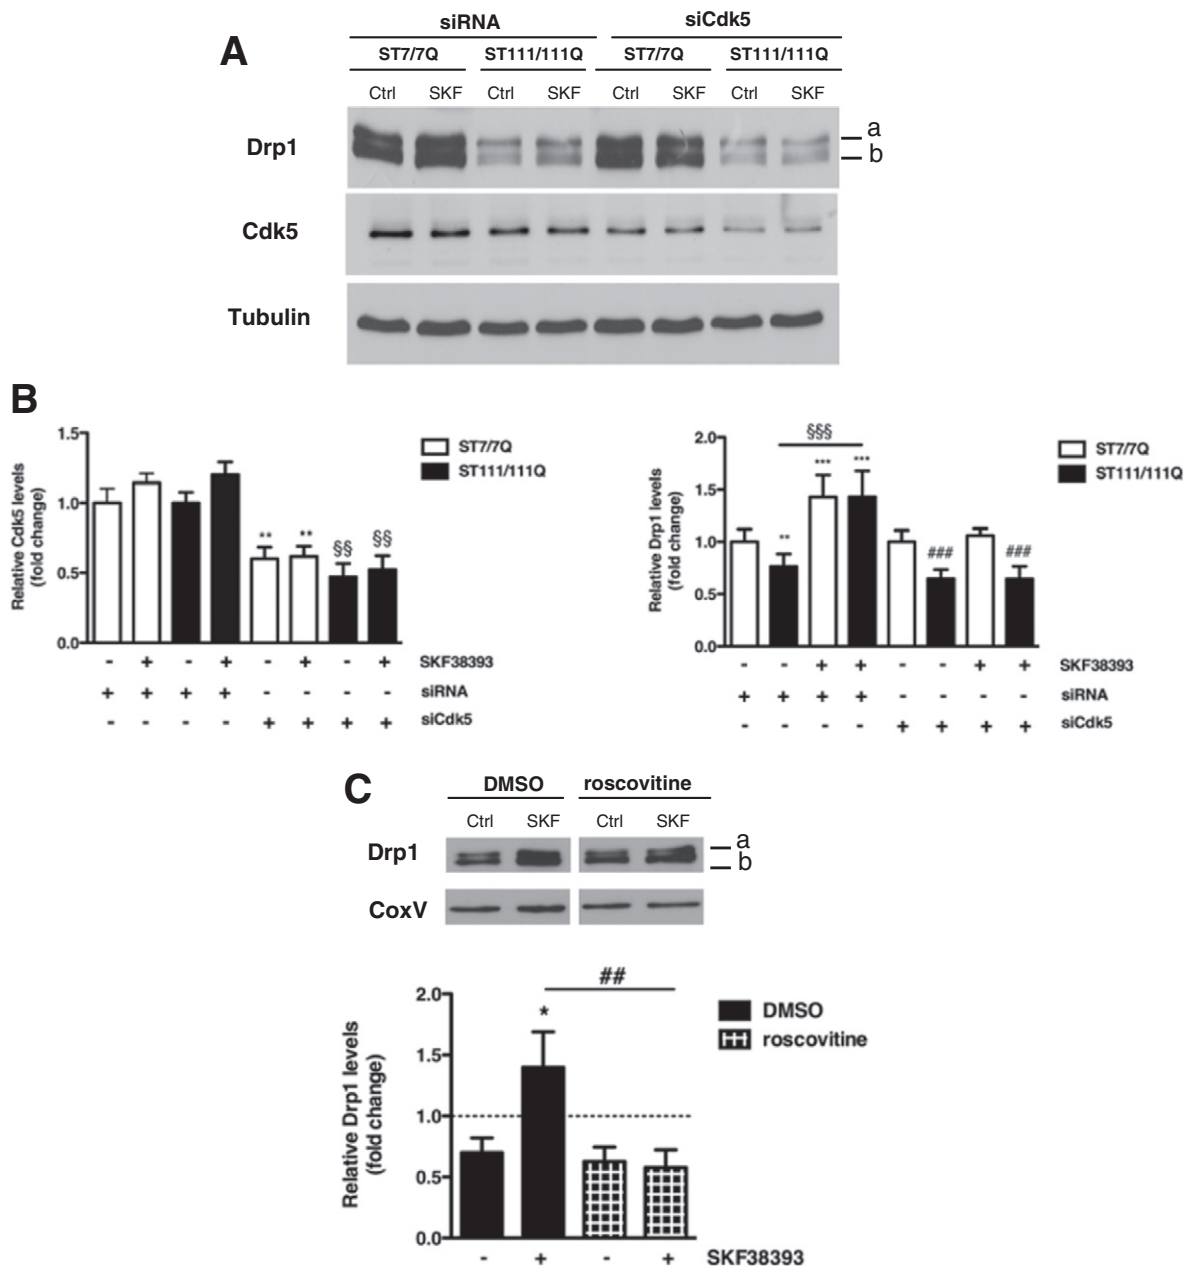 A
siRNA siCdk5
ST7/7Q ST111/111Q ST7/7Q ST111/111Q
Ctrl SKF Ctrl SKF Ctrl SKF Ctrl SKF
Drp1
a
b
Cdk5
Tubulin
B
Relative Cdk5 levels
(fold change)
1.5
1.0
0.5
0.0
** ** §§ §§
ST7/7Q
ST111/111Q
- + - + - + - + SKF38393
+ + + + - - - - siRNA
- - - - + + + + siCdk5
Relative Drp1 levels
(fold change)
2.0
1.5
1.0
0.5
0.0
§§§
** *** *** ### ###
ST7/7Q
ST111/111Q
- - + + - - + + SKF38393
+ + + + - - - - siRNA
- - - - + + + + siCdk5
C
DMSO roscovitine
Ctrl SKF Ctrl SKF
Drp1
a
b
CoxV
Relative Drp1 levels
(fold change)
2.0
1.5
1.0
0.5
0.0
##
*
DMSO
roscovitine
- + - + SKF38393